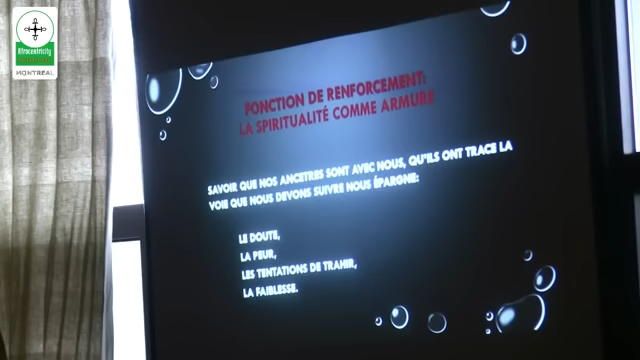 Afrocentricity
MONTREAL
FONCTION DE RENFORCEMENT:
LA SPIRITUALITÉ COMME ARMURE
SAVOIR QUE NOS ANCETRES SONT AVEC NOUS, QU'ILS ONT TRACE LA
VOIE QUE NOUS DEVONS SUIVRE NOUS ÉPARGNE:
LE DOUTE,
LA PEUR,
LES TENTATIONS DE TRAHIR,
LA FAIBLESSE.